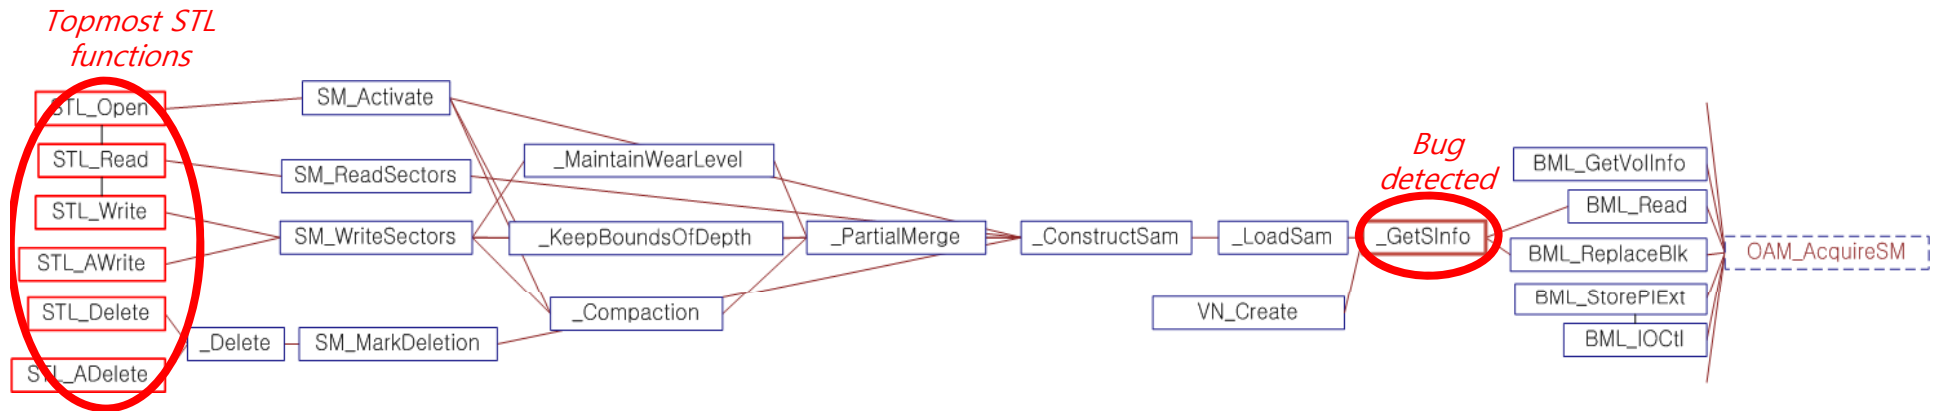 Topmost STL
functions
STL_Open
STL_Read
STL_Write
STL_AWrite
STL_Delete
STL_ADelete
_Delete
SM_Activate
SM_ReadSectors
SM_WriteSectors
SM_MarkDeletion
_MaintainWearLevel
_KeepBoundsOfDepth
_Compaction
_PartialMerge
_ConstructSam
_LoadSam
VN_Create
Bug
detected
_GetSInfo
BML_GetVolInfo
BML_Read
BML_ReplaceBlk
BML_StorePIExt
BML_IOCtl
OAM_AcquireSM